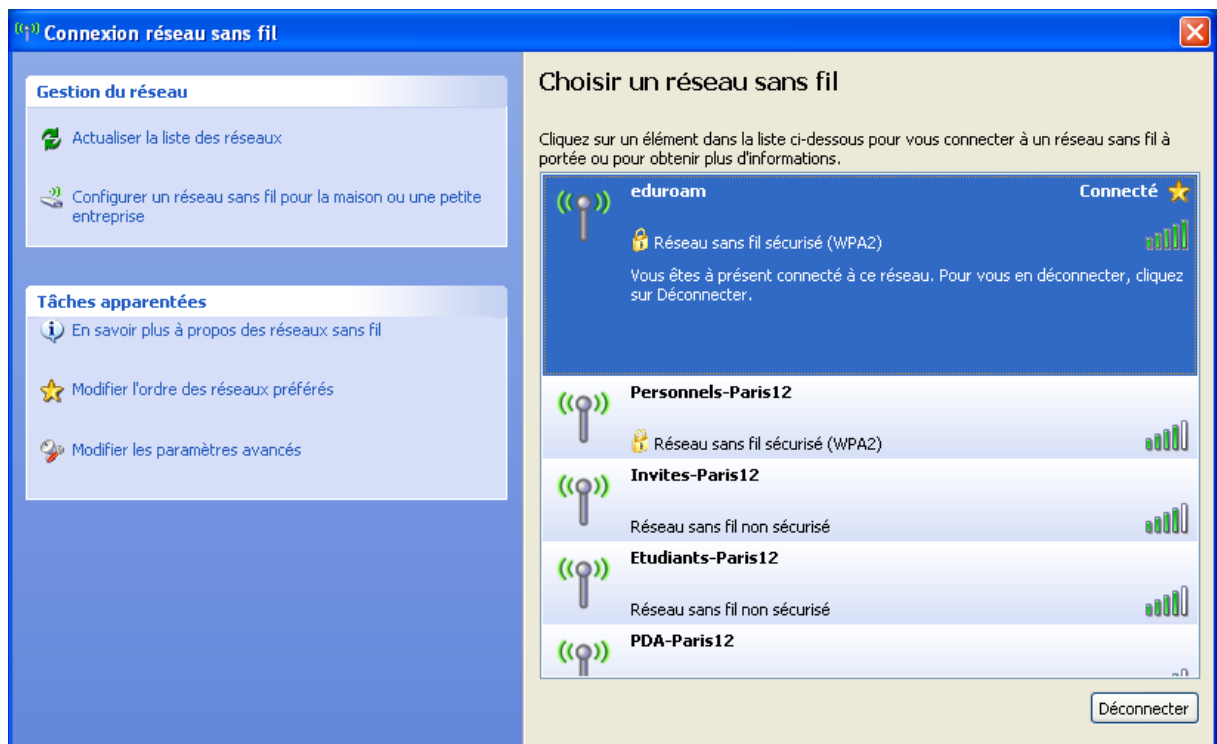 Connexion réseau sans fil
Gestion du réseau
Actualiser la liste des réseaux
Configurer un réseau sans fil pour la maison ou une petite
entreprise
Tâches apparentées
En savoir plus à propos des réseaux sans fil
Modifier l'ordre des réseaux préférés
Modifier les paramètres avancés
Choisir un réseau sans fil
Cliquez sur un élément dans la liste ci-dessous pour vous connecter à un réseau sans fil à
portée ou pour obtenir plus d'informations.
eduroam Connecté
Réseau sans fil sécurisé (WPA2)
Vous êtes à présent connecté à ce réseau. Pour vous en déconnecter, cliquez
sur Déconnecter.
Personnels-Paris12
Réseau sans fil sécurisé (WPA2)
Invites-Paris12
Réseau sans fil non sécurisé
Etudiants-Paris12
Réseau sans fil non sécurisé
PDA-Paris12
Déconnecter